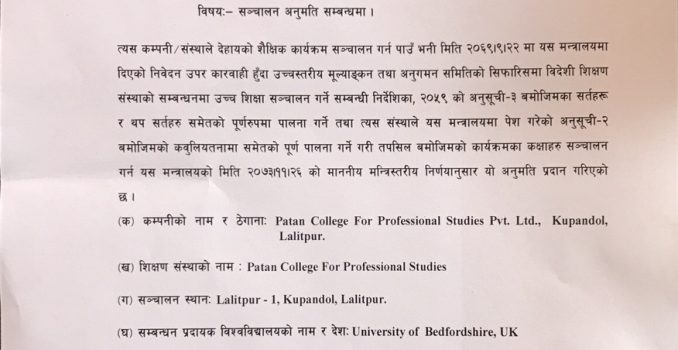 विषयः– सञ्चालन अनुमति सम्बन्धमा ।
त्यस कम्पनी/संस्थाले देहायको शैक्षिक कार्यक्रम सञ्चालन गर्न पाउँ भनी मिति २०६९।९।२२ मा यस मन्त्रालयमा
दिएको निवेदन उपर कारवाही हुँदा उच्चस्तरीय मूल्याङ्कन तथा अनुगमन समितिको सिफारिसमा विदेशी शिक्षण
संस्थाको सम्बन्धनमा उच्च शिक्षा सञ्चालन गर्ने सम्बन्धी निर्देशिका, २०५९ को अनुसूची-३ बमोजिमका सर्तहरू
र थप सर्तहरु समेतको पूर्णरुपमा पालना गर्ने तथा त्यस संस्थाले यस मन्त्रालयमा पेश गरेको अनुसूची-२
बमोजिमको कबुलियतनामा समेतको पूर्ण पालना गर्ने गरी तपसिल बमोजिमको कार्यक्रमका कक्षाहरु सञ्चालन
गर्न यस मन्त्रालयको मिति २०७३।११।२६ को माननीय मन्त्रिस्तरीय निर्णयानुसार यो अनुमति प्रदान गरिएको
छ ।
(क) कम्पनीको नाम र ठेगानाः Patan College For Professional Studies Pvt. Ltd., Kupandol,
Lalitpur.
(ख) शिक्षण संस्थाको नाम : Patan College For Professional Studies
(ग) सञ्चालन स्थानः Lalitpur - 1, Kupandol, Lalitpur.
(घ) सम्बन्धन प्रदायक विश्वविद्यालयको नाम र देशः University of Bedfordshire, UK